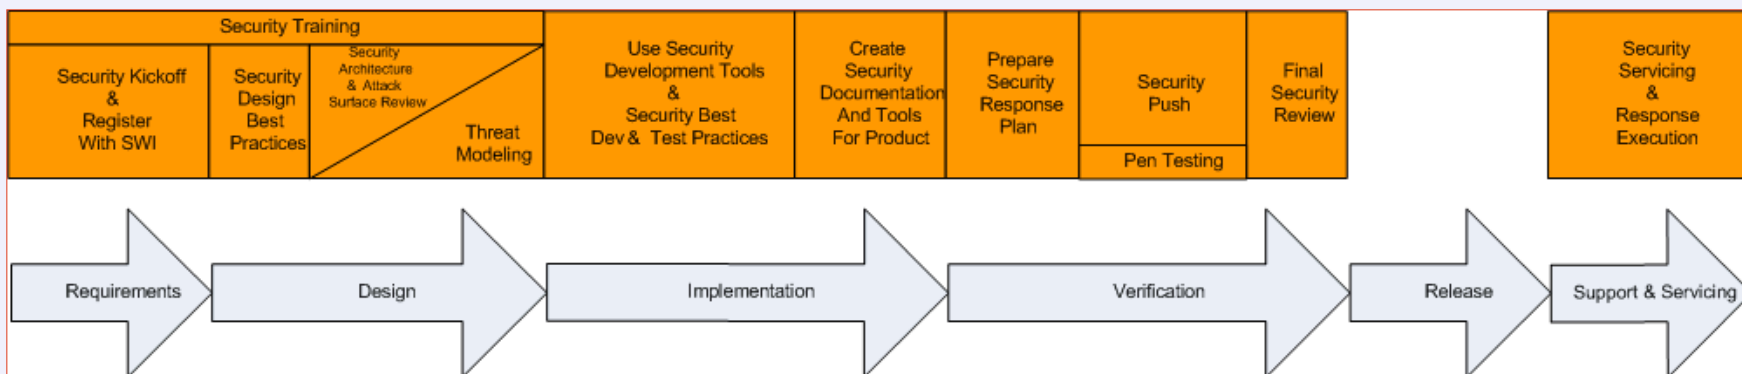 Security Training
Security Kickoff
&
Register
With SWI
Security
Design
Best
Practices
Security
Architecture
& Attack
Surface Review
Threat
Modeling
Use Security
Development Tools
&
Security Best
Dev & Test Practices
Create
Security
Documentation
And Tools
For Product
Prepare
Security
Response
Plan
Security
Push
Pen Testing
Final
Security
Review
Security
Servicing
&
Response
Execution
Requirements
Design
Implementation
Verification
Release
Support & Servicing